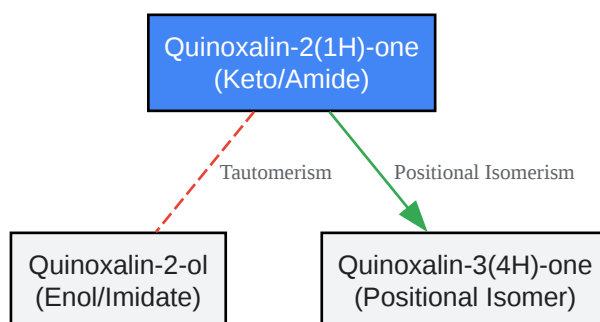 Quinoxalin-2(1H)-one
(Keto/Amide)
Tautomerism
Positional Isomerism
Quinoxalin-2-ol
(Enol/Imidate)
Quinoxalin-3(4H)-one
(Positional Isomer)